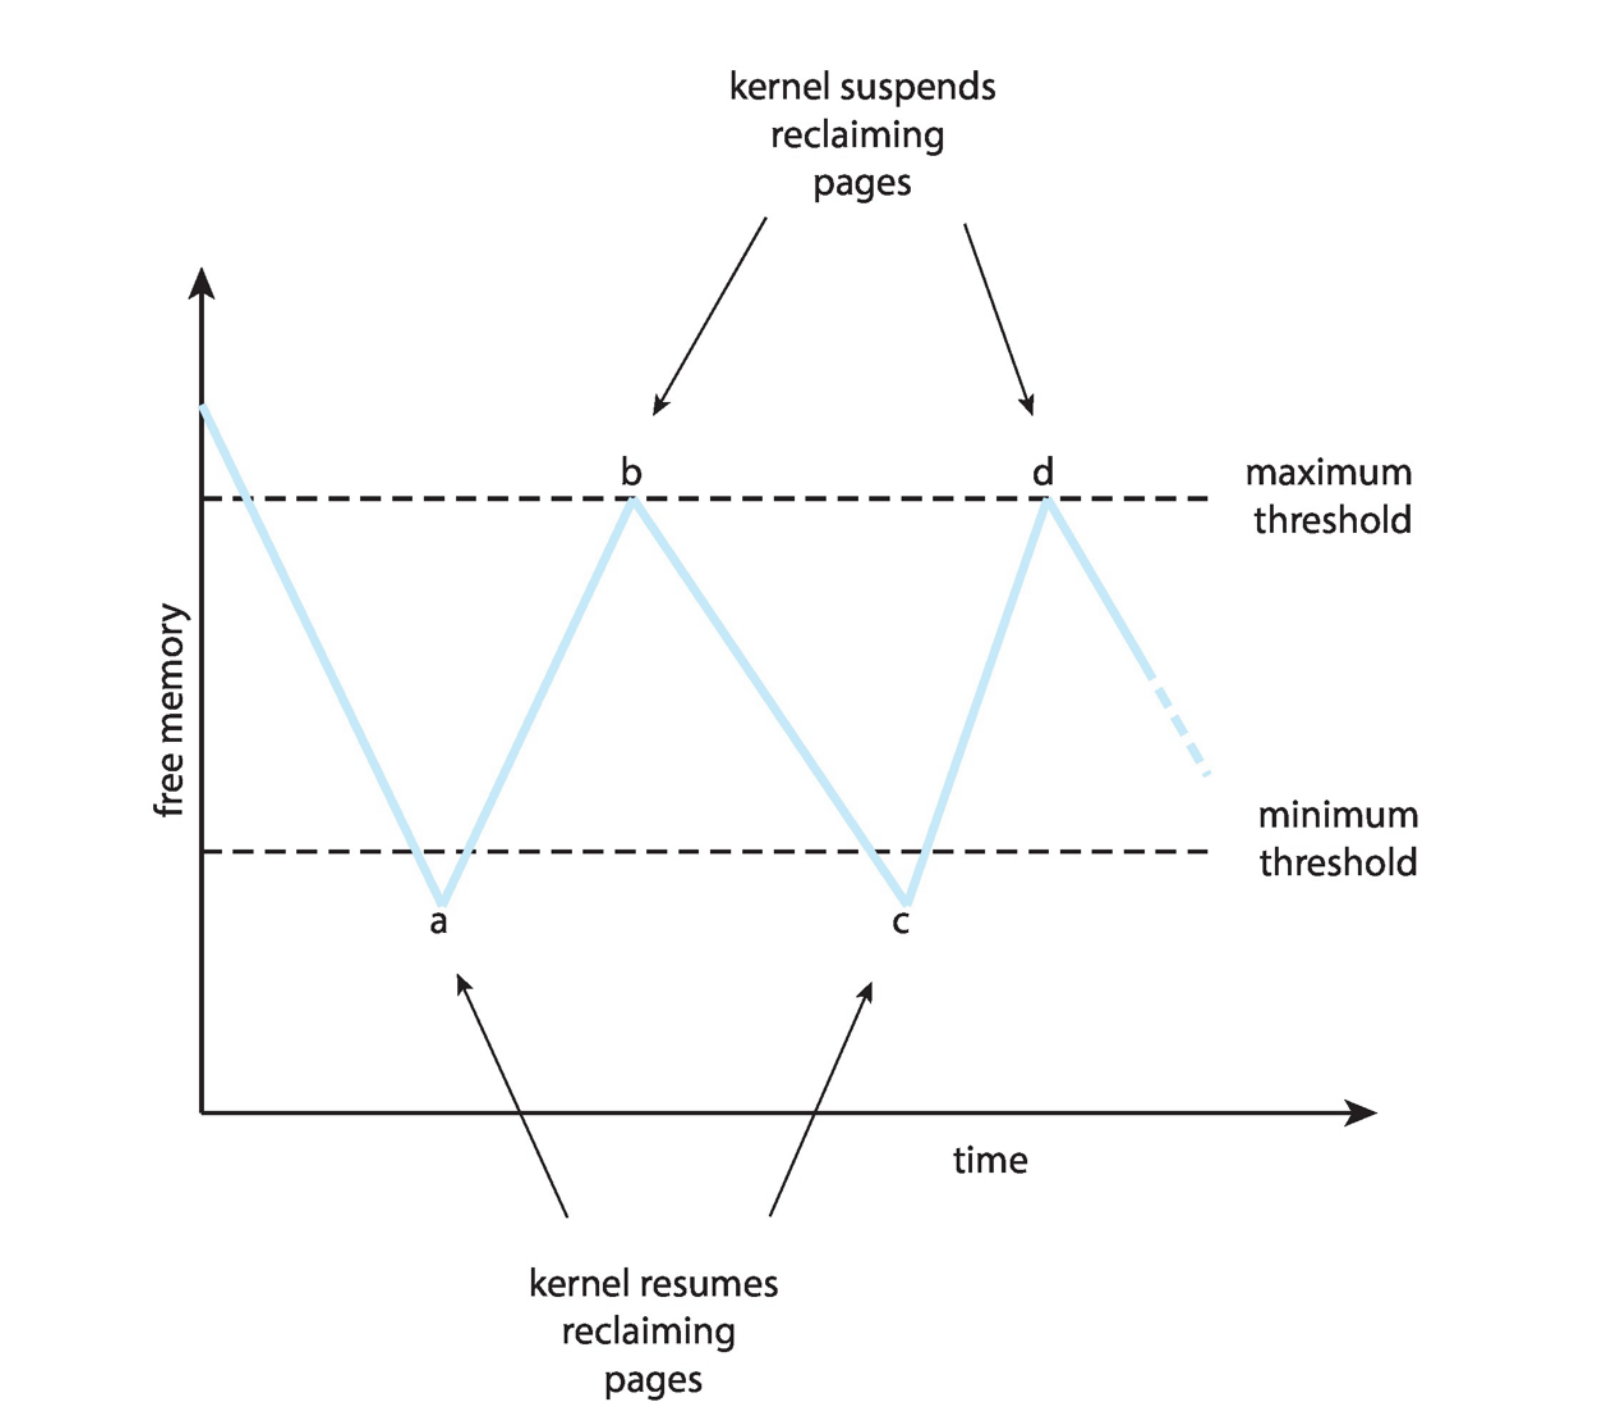 kernel suspends
reclaiming
pages
b
d
maximum
threshold
free memory
minimum
threshold
a
c
time
kernel resumes
reclaiming
pages